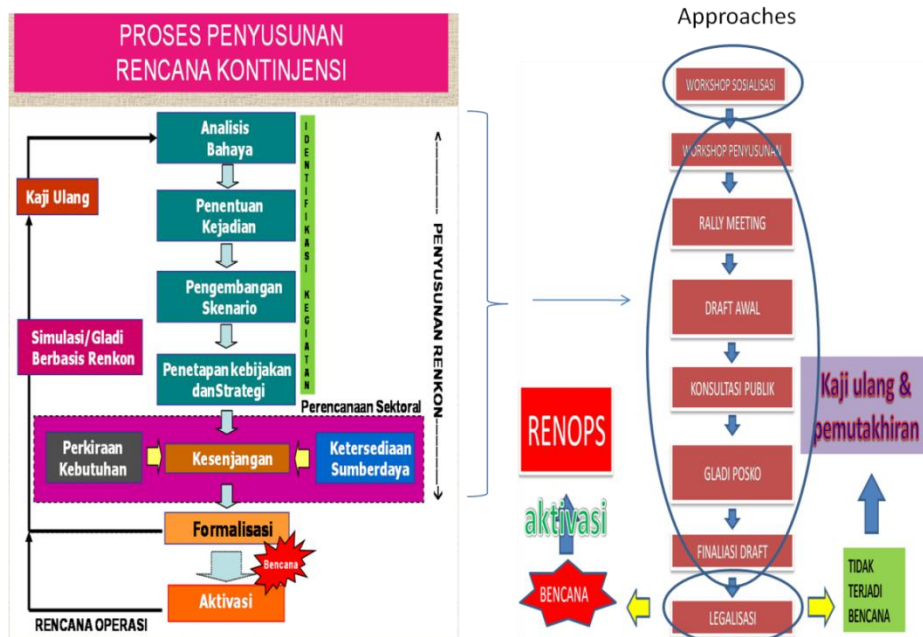 PROSES PENYUSUNAN
RENCANA KONTINJENSI
Analisis
Bahaya
Kaji Ulang
Penentuan
Kejadian
Pengembangan
Skenario
Simulasi/Gladi
Berbasis Renkon
Penetapan kebijakan
dan Strategi
IDENTIFIKASI KEGIATAN
<-------- PENYUSUNAN RENKON-------->
Perencanaan Sektoral
Perkiraan
Kebutuhan
Kesenjangan
Ketersediaan
Sumberdaya
Formalisasi
Bencana
Aktivasi
RENCANA OPERASI
Approaches
WORKSHOP SOSIALISASI
WORKSHOP PENYUSUNAN
RALLY MEETING
DRAFT AWAL
KONSULTASI PUBLIK
GLADI POSKO
FINALIASI DRAFT
LEGALISASI
RENOPS
aktivasi
BENCANA
Kaji ulang &
pemutakhiran
TIDAK
TERJADI
BENCANA